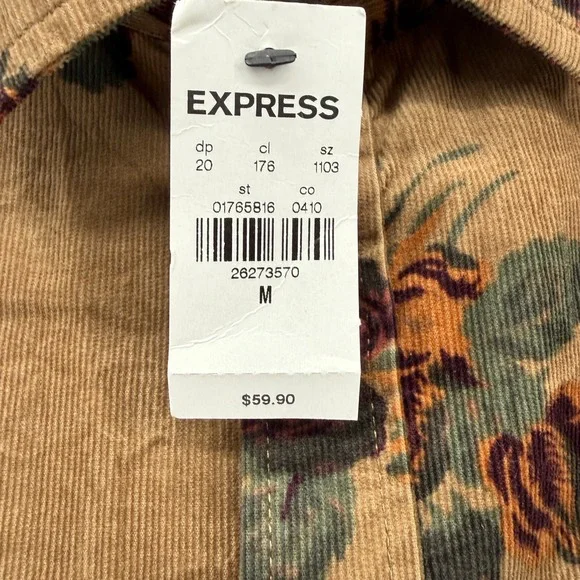 EXPRESS
dp cl sz
20 176 1103
st co
01765816 0410
26273570
M
$59.90